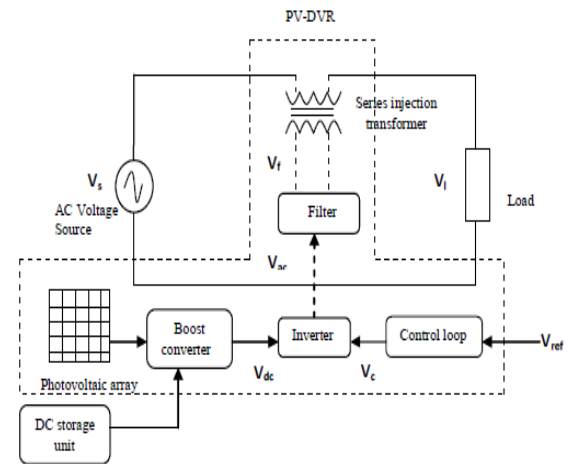 PV-DVR
Series injection
transformer
Vf
Vs
AC Voltage
Source
Vl
Load
Filter
Vac
Boost
converter
Inverter
Control loop
Vref
Vdc
Vc
Photovoltaic array
DC storage
unit